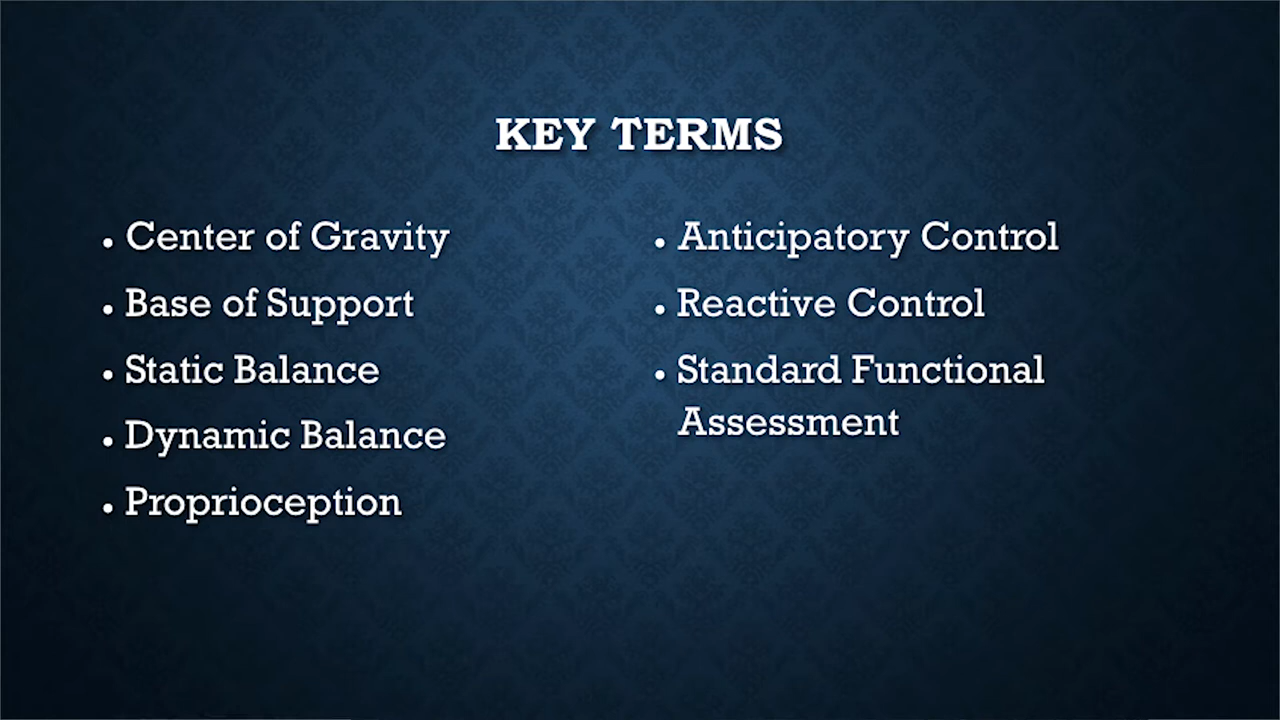 KEY TERMS
• Center of Gravity
• Base of Support
• Static Balance
• Dynamic Balance
• Proprioception
• Anticipatory Control
• Reactive Control
• Standard Functional
Assessment